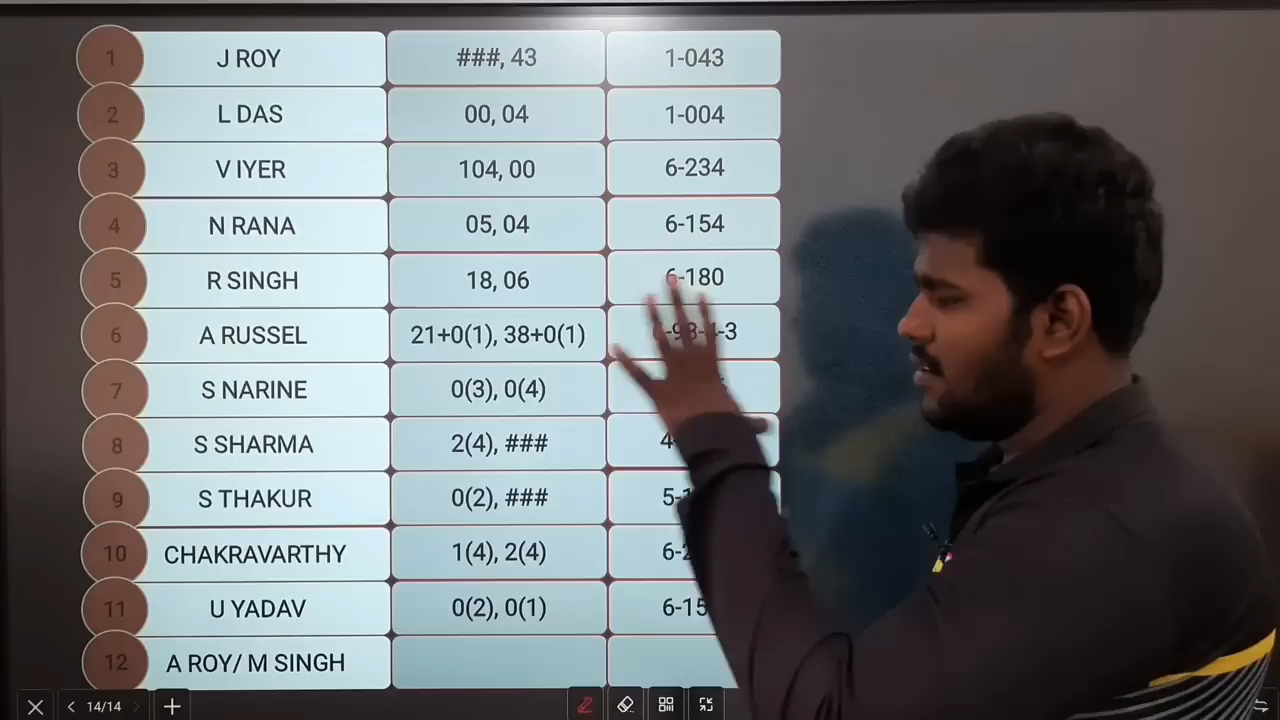 1 J ROY ###, 43 1-043
2 L DAS 00, 04 1-004
3 V IYER 104, 00 6-234
4 N RANA 05, 04 6-154
5 R SINGH 18, 06 6-180
6 A RUSSEL 21+0(1), 38+0(1)
7 S NARINE 0(3), 0(4)
8 S SHARMA 2(4), ###
9 S THAKUR 0(2), ###
10 CHAKRAVARTHY 1(4), 2(4)
11 U YADAV 0(2), 0(1)
12 A ROY/ M SINGH
14/14